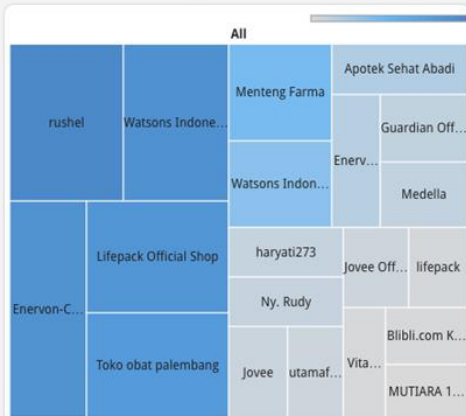 All
rushel
Watsons Indone...
Menteng Farma
Apotek Sehat Abadi
Enerv...
Guardian Off...
Watsons Indon...
Medella
Enervon-C...
Lifepack Official Shop
haryati273
Jovee Off...
lifepack
Ny. Rudy
Toko obat palembang
Jovee
utamaf...
Vita...
Blibli.com K...
MUTIARA 1...